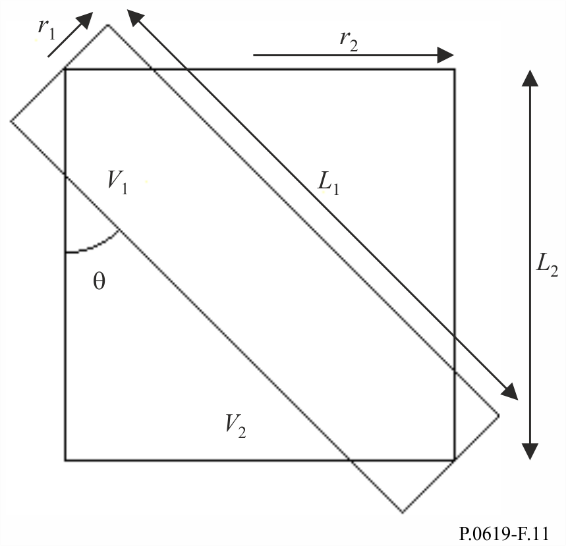 r₁
r₂
V₁
L₁
L₂
θ
V₂
P.0619-F.11